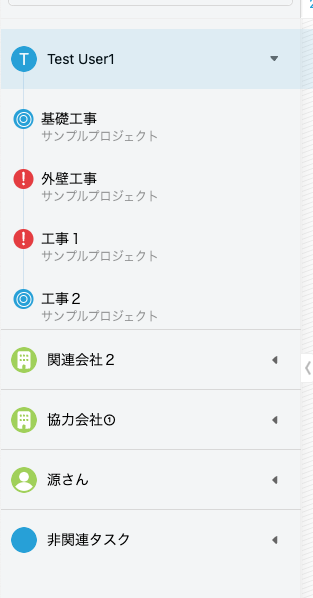 T Test User1
基礎工事
サンプルプロジェクト
外壁工事
サンプルプロジェクト
工事１
サンプルプロジェクト
工事２
サンプルプロジェクト
関連会社２
協力会社①
源さん
非関連タスク